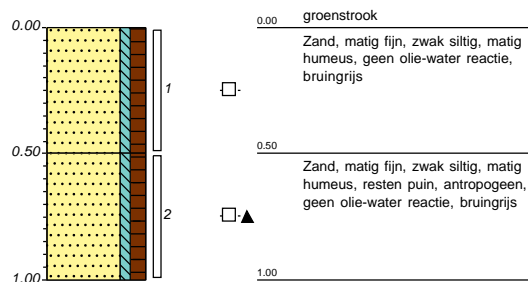 0.00
0.50
1.00
1
2
0.00
groenstrook
Zand, matig fijn, zwak siltig, matig
humeus, geen olie-water reactie,
bruingrijs
0.50
Zand, matig fijn, zwak siltig, matig
humeus, resten puin, antropogeen,
geen olie-water reactie, bruingrijs
1.00